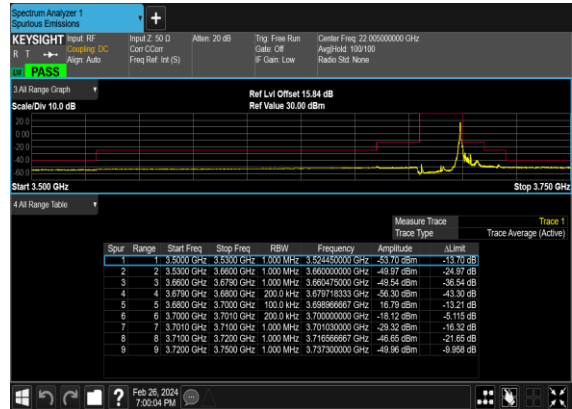 Spectrum Analyzer 1
Spurious Emissions
KEYSIGHT Input: RF Input Z: 50 Ω Atten: 20 dB Trig: Free Run Center Freq: 22.005000000 GHz
R T Coupling: DC Corr CCorr Gate: Off Avg|Hold: 100/100
Align: Auto Freq Ref: Int (S) IF Gain: Low Radio Std: None
PASS
3 All Range Graph Ref Lvl Offset 15.84 dB
Scale/Div 10.0 dB Ref Value 30.00 dBm
20.0
0.00
-20.0
-40.0
-60.0
Start 3.500 GHz Stop 3.750 GHz
4 All Range Table
Measure Trace Trace 1
Trace Type Trace Average (Active)
Spur Range Start Freq Stop Freq RBW Frequency Amplitude ΔLimit
1 1 3.5000 GHz 3.5300 GHz 1.000 MHz 3.524450000 GHz -53.70 dBm -13.70 dB
2 2 3.5300 GHz 3.6600 GHz 1.000 MHz 3.660000000 GHz -49.97 dBm -24.97 dB
3 3 3.6600 GHz 3.6790 GHz 1.000 MHz 3.660475000 GHz -49.54 dBm -36.54 dB
4 4 3.6790 GHz 3.6800 GHz 200.0 kHz 3.679718333 GHz -56.30 dBm -43.30 dB
5 5 3.6800 GHz 3.7000 GHz 100.0 kHz 3.698966667 GHz 16.79 dBm -13.21 dB
6 6 3.7000 GHz 3.7010 GHz 200.0 kHz 3.700000000 GHz -18.12 dBm -5.115 dB
7 7 3.7010 GHz 3.7100 GHz 1.000 MHz 3.701030000 GHz -29.32 dBm -16.32 dB
8 8 3.7100 GHz 3.7200 GHz 1.000 MHz 3.716566667 GHz -46.65 dBm -21.65 dB
9 9 3.7200 GHz 3.7500 GHz 1.000 MHz 3.737300000 GHz -49.96 dBm -9.958 dB
Feb 26, 2024
7:00:04 PM